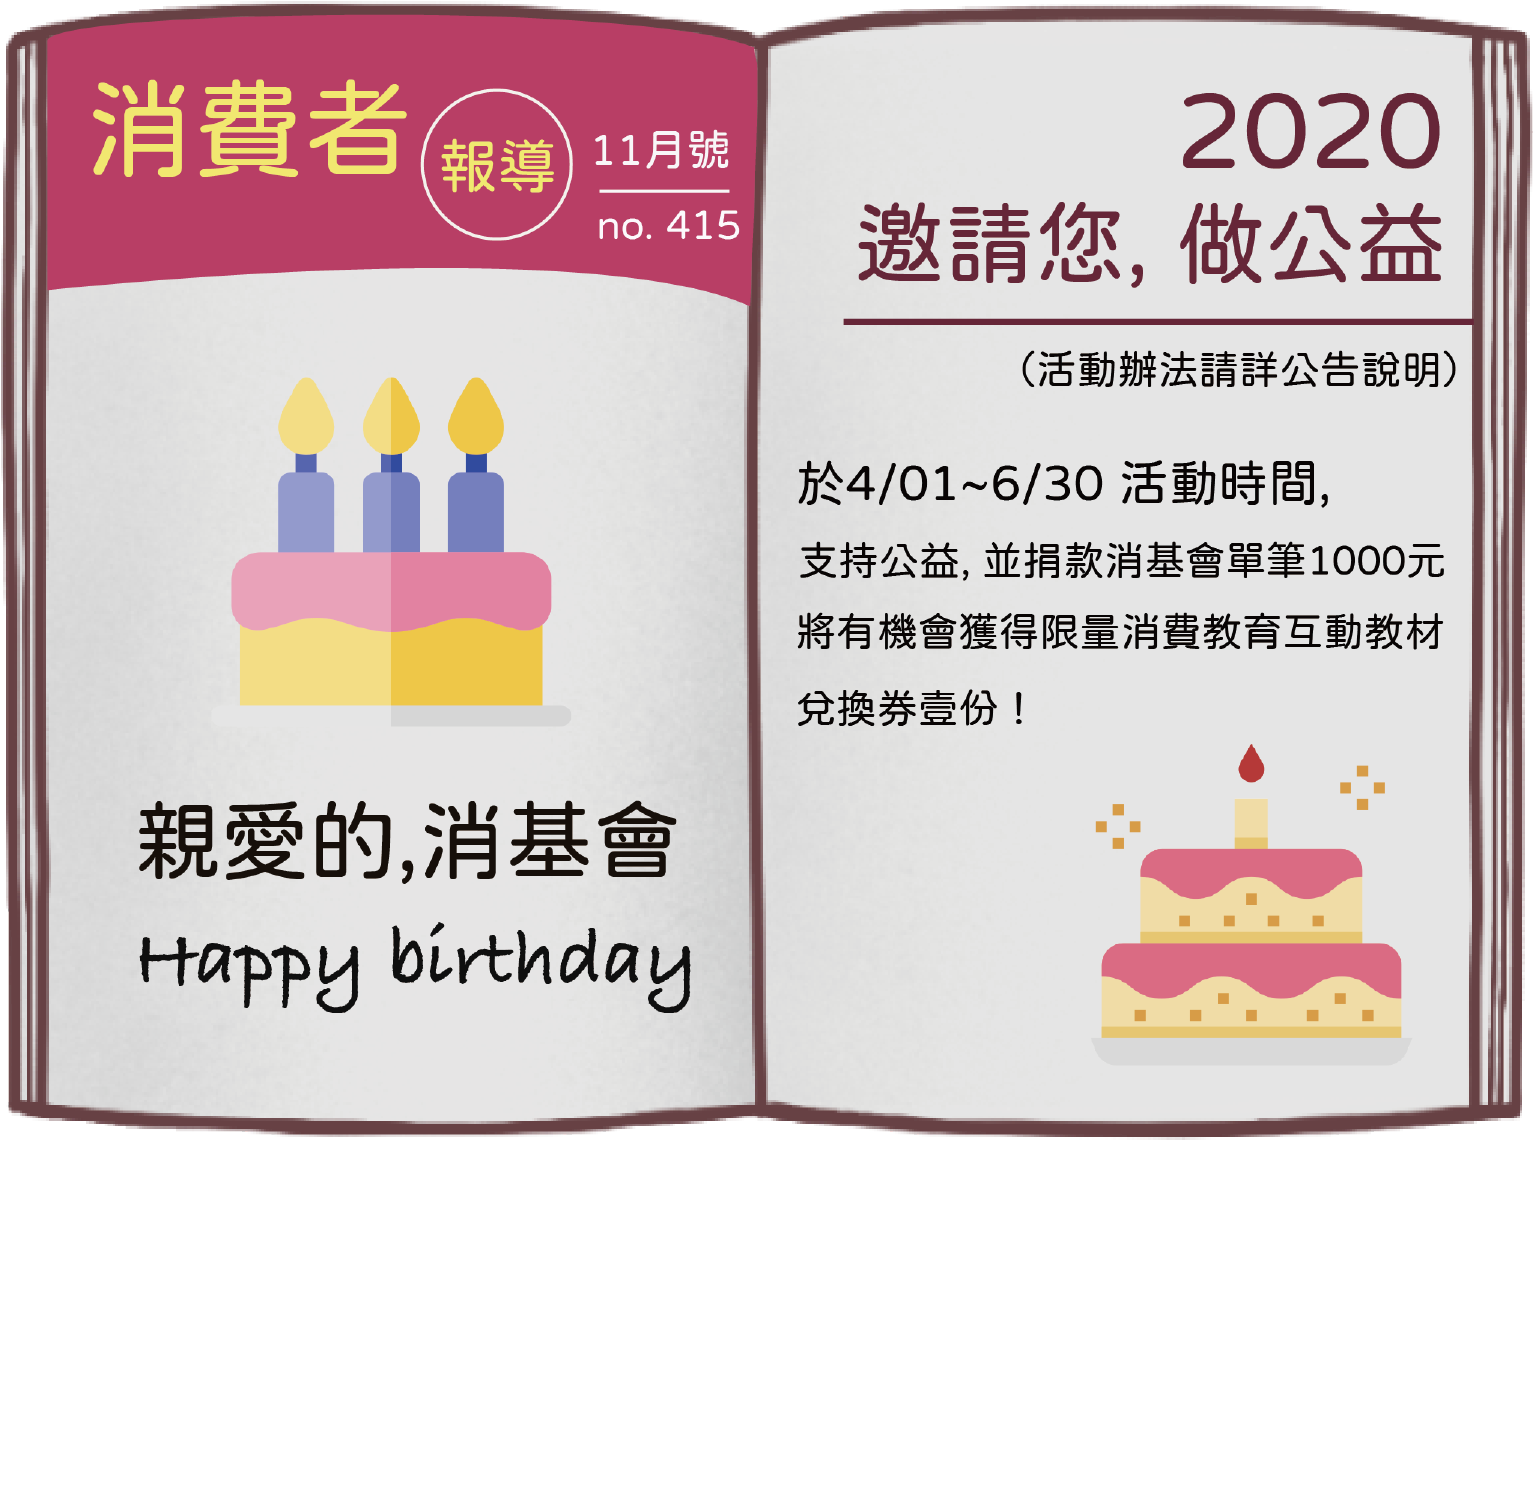 消費者
報導
11月號
no. 415
親愛的,消基會
Happy birthday
2020
邀請您, 做公益
(活動辦法請詳公告說明)
於4/01~6/30 活動時間,
支持公益, 並捐款消基會單筆1000元
將有機會獲得限量消費教育互動教材
兌換券壹份！